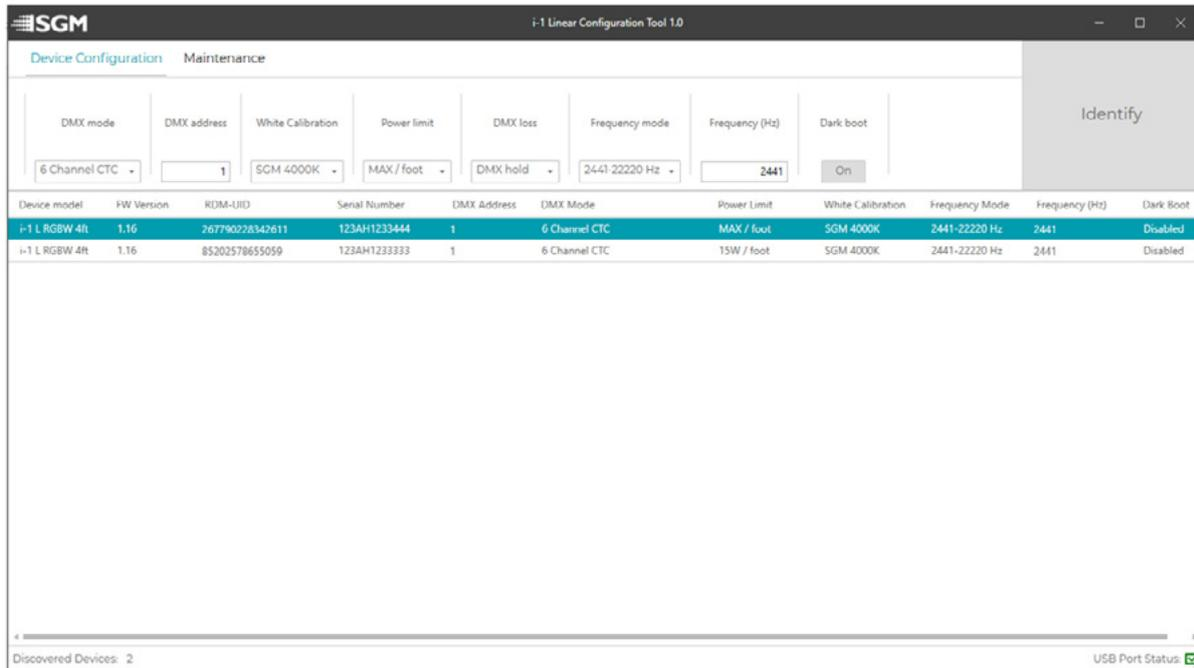 SGM i-1 Linear Configuration Tool 1.0
Device Configuration Maintenance
Identify
DMX mode DMX address White Calibration Power limit DMX loss Frequency mode Frequency (Hz) Dark boot
6 Channel CTC 1 SGM 4000K MAX / foot DMX hold 2441-22220 Hz 2441 On
Device model FW Version RDM-UID Serial Number DMX Address DMX Mode Power Limit White Calibration Frequency Mode Frequency (Hz) Dark Boot
i-1 L RGBW 4ft 1.16 267790228342611 123AH1233444 1 6 Channel CTC MAX / foot SGM 4000K 2441-22220 Hz 2441 Disabled
i-1 L RGBW 4ft 1.16 85202578655059 123AH1233333 1 6 Channel CTC 15W / foot SGM 4000K 2441-22220 Hz 2441 Disabled
Discovered Devices: 2 USB Port Status: